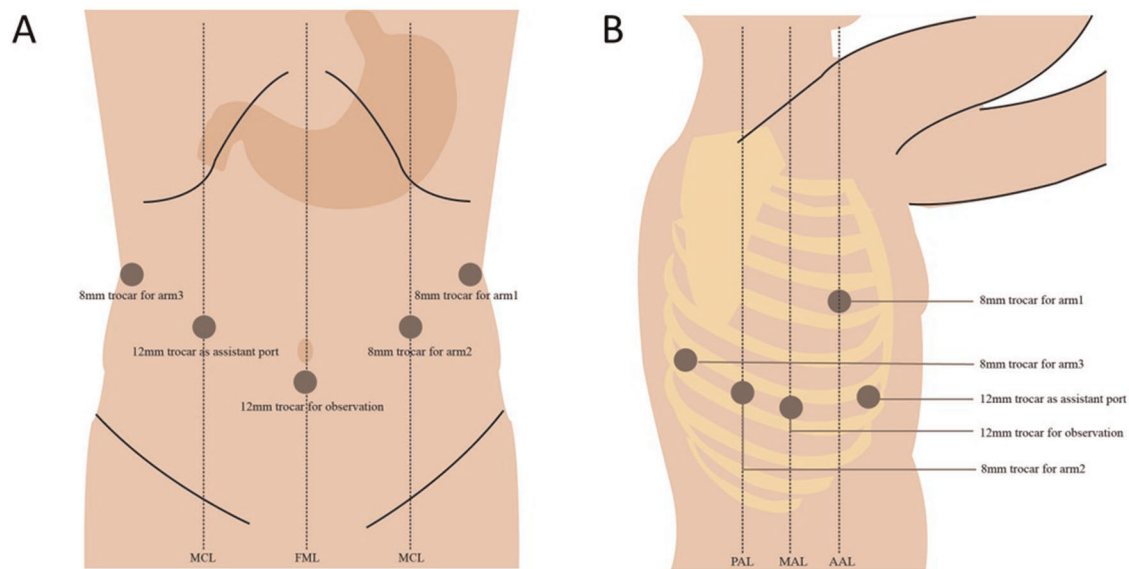 A
8mm trocar for arm3
8mm trocar for arm1
12mm trocar as assistant port
8mm trocar for arm2
12mm trocar for observation
MCL
FML
MCL
B
8mm trocar for arm1
8mm trocar for arm3
12mm trocar as assistant port
12mm trocar for observation
8mm trocar for arm2
PAL
MAL
AAL